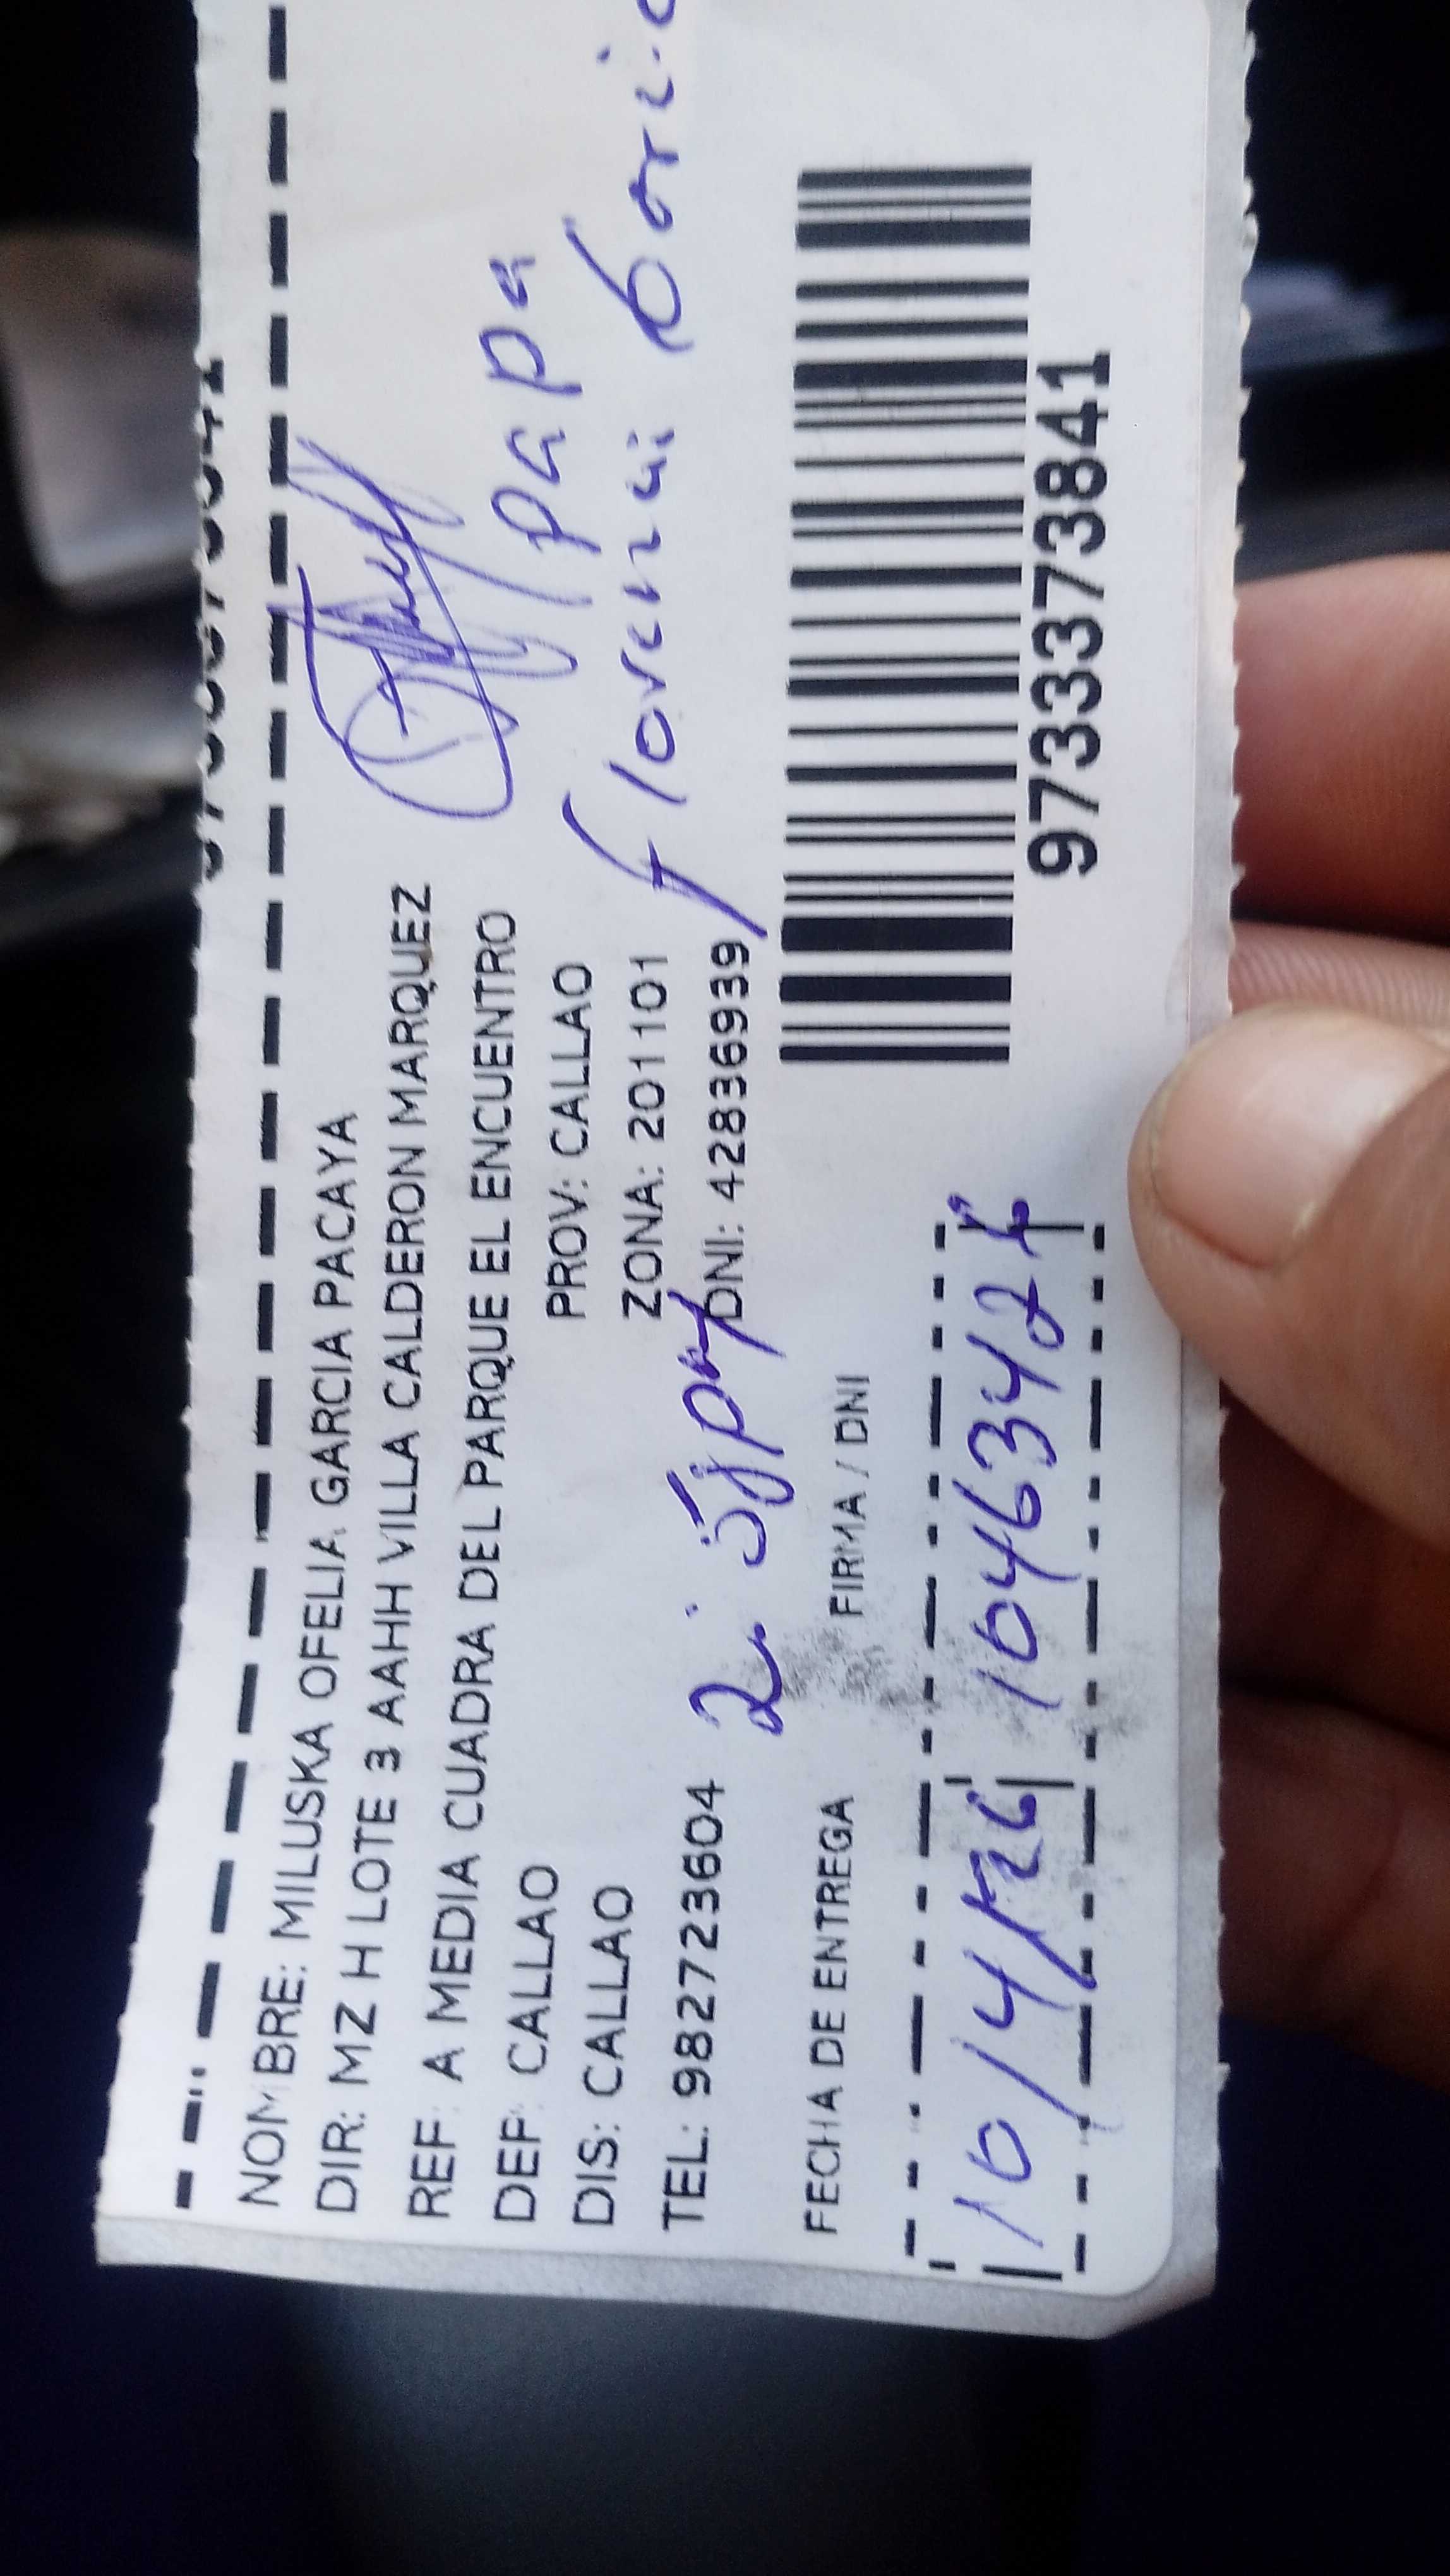 NOMBRE: MILUSKA OFELIA GARCIA PACAYA
DIR: MZ H LOTE 3 AAHH VILLA CALDERON MARQUEZ
REF: A MEDIA CUADRA DEL PARQUE EL ENCUENTRO
DEP: CALLAO PROV: CALLAO
DIS: CALLAO ZONA: 201101
TEL: 982723604 DNI: 42836939
papa
FECHA DE ENTREGA FIRMA / DNI
10/4/26
9733373841